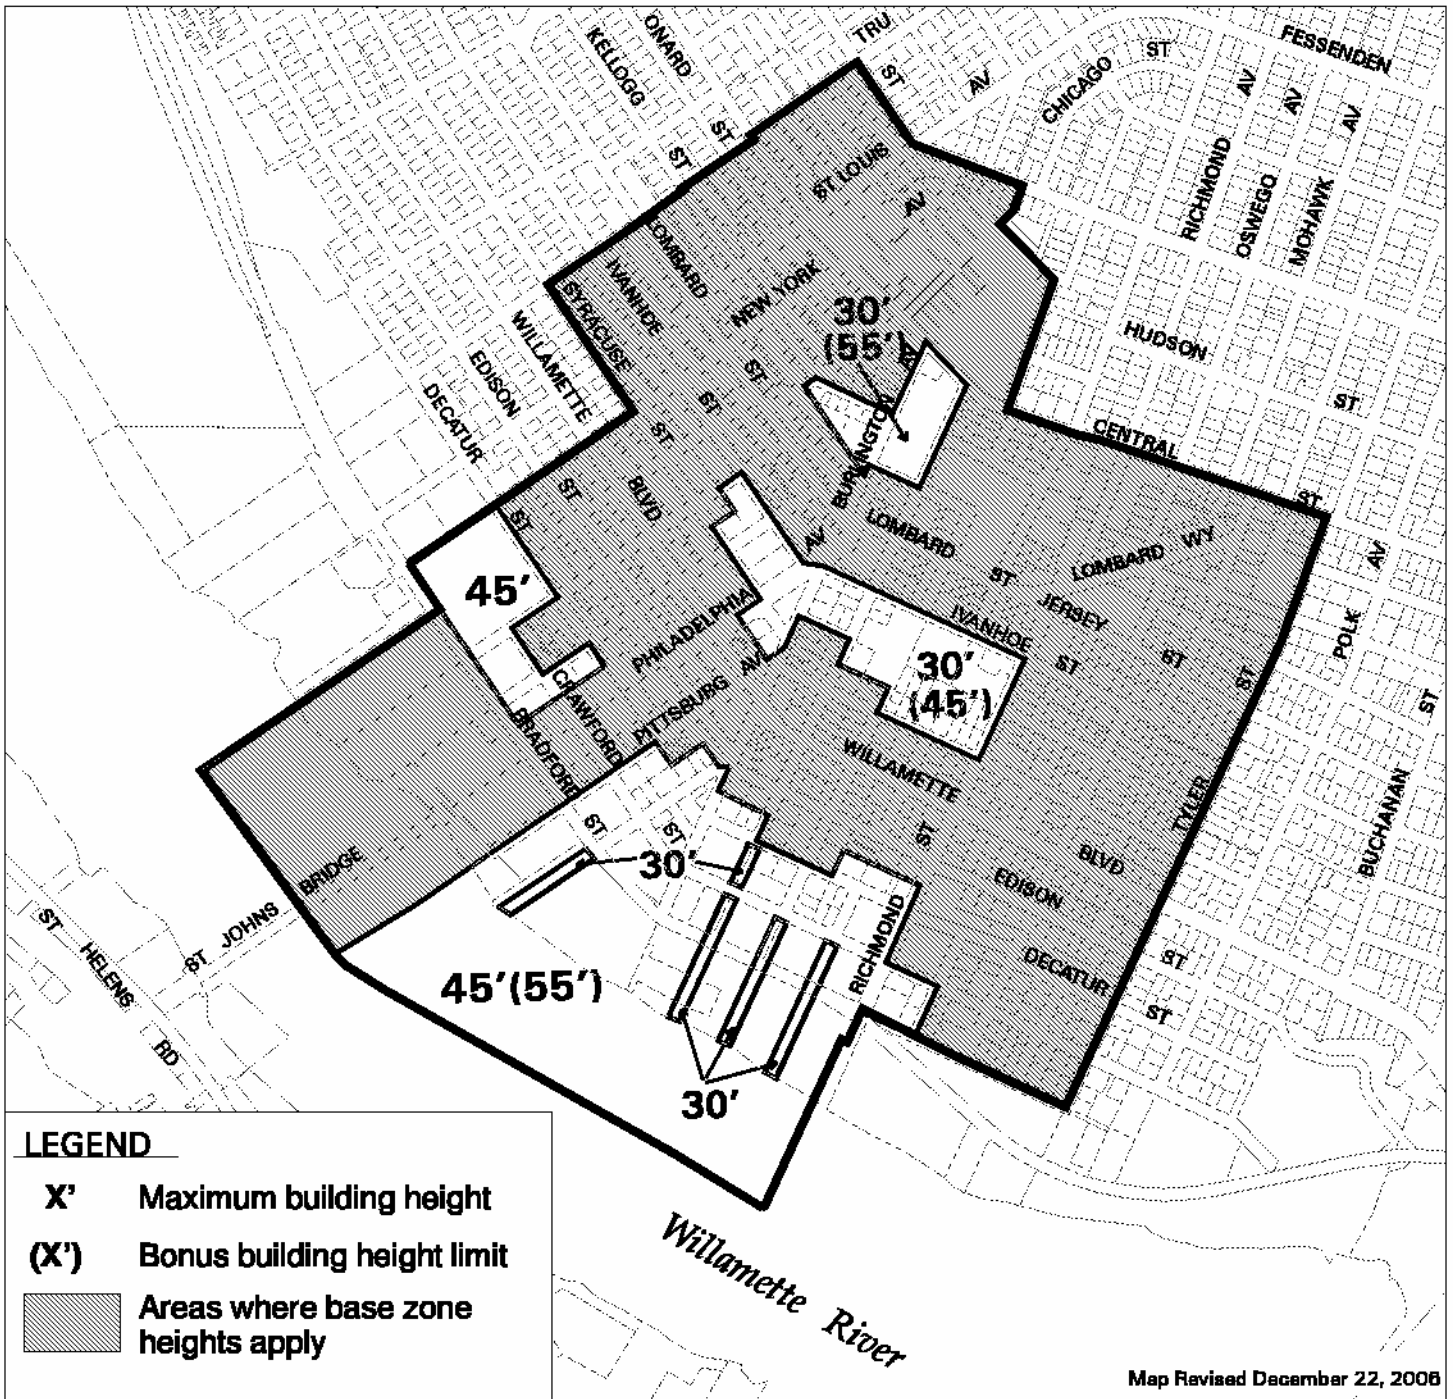 ONARD
TRU
KELLOGG
ST
AV
CHICAGO
ST
FESSENDEN
AV
AV
AV
ST
ST
ST LOUIS
AV
RICHMOND
OSWEGO
MOHAWK
LOMBARD
IVANHOE
SYRACUSE
NEW YORK
WILLAMETTE
EDISON
DECATUR
30'
(55')
AV
HUDSON
ST
ST
ST
ST
BURLINGTON
CENTRAL
ST
ST
ST
BLVD
ST
LOMBARD
AV
LOMBARD WY
ST
AV
45'
PHILADELPHIA
AV
IVANHOE
ST
JERSEY
ST
ST
POLK
ST
30'
(45')
CRAWFORD
BRADFORD
PITTSBURG
WILLAMETTE
ST
BLVD
TYLER
BUCHANAN
ST
ST
30'
EDISON
BRIDGE
ST JOHNS
ST HELENS RD
RICHMOND
DECATUR
ST
ST
45'(55')
30'
LEGEND
X' Maximum building height
(X') Bonus building height limit
Areas where base zone
heights apply
Willamette River
Map Revised December 22, 2006